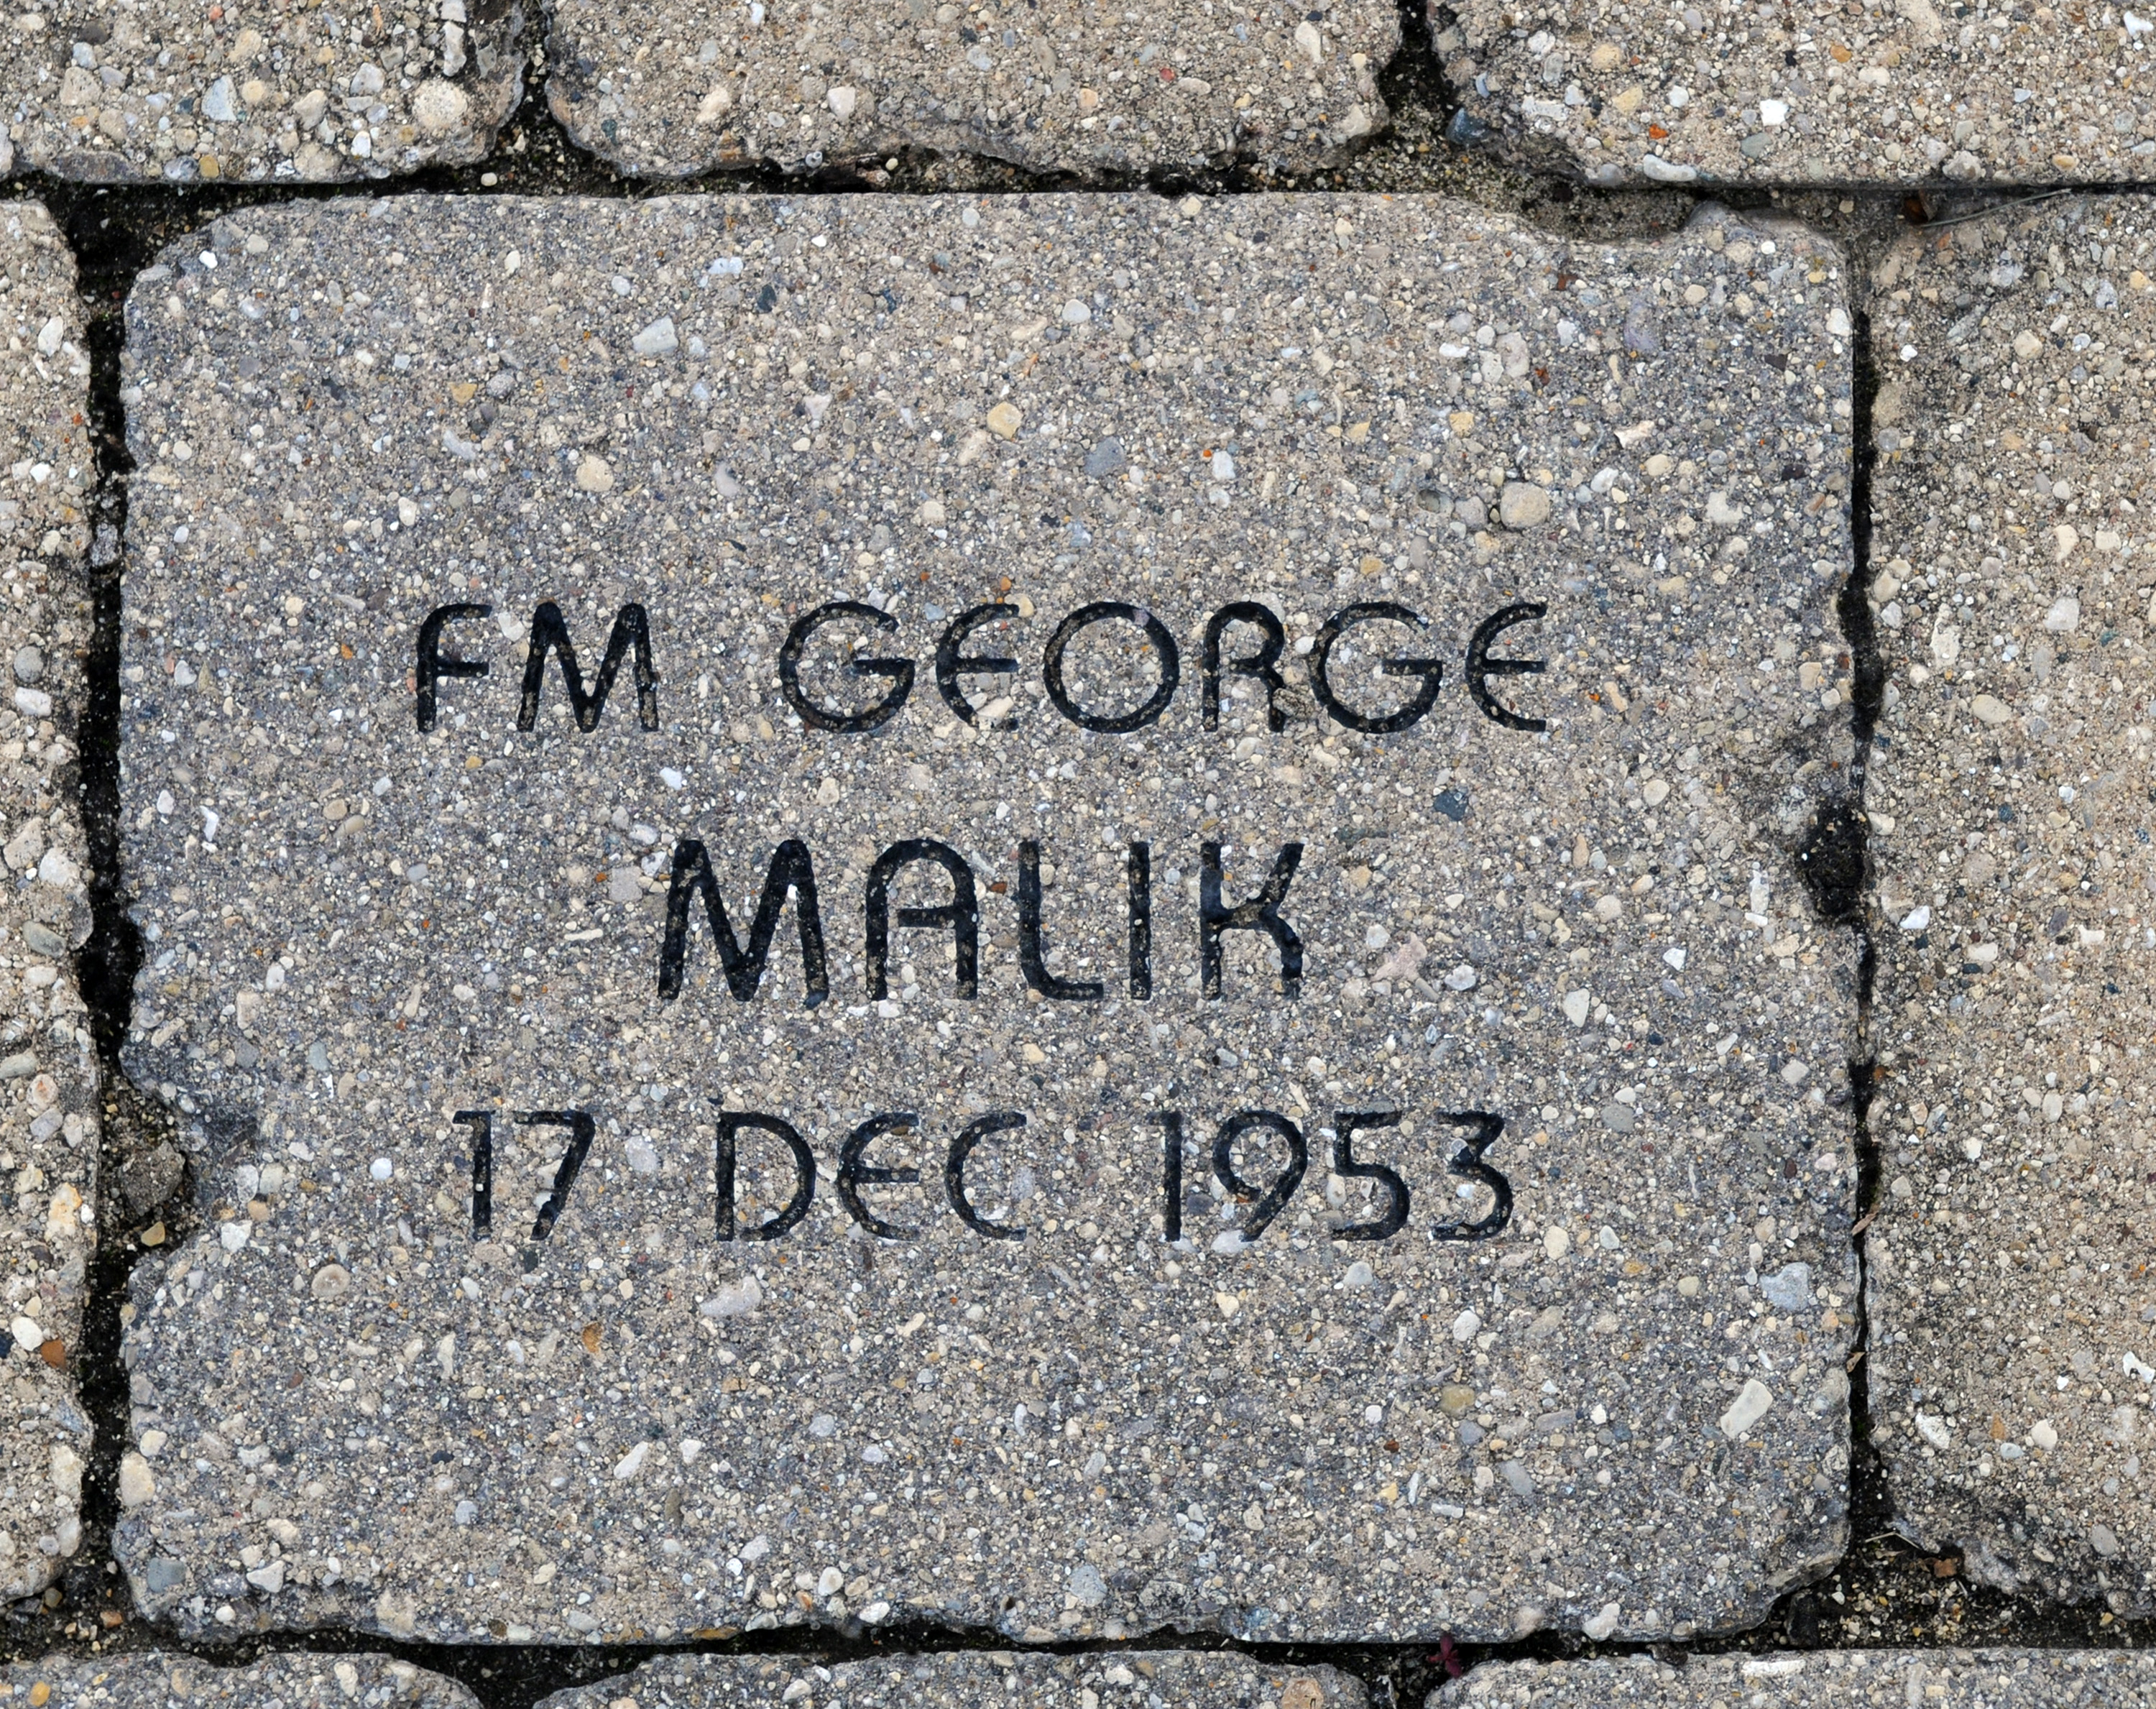 FM GEORGE
MALIK
17 DEC 1953